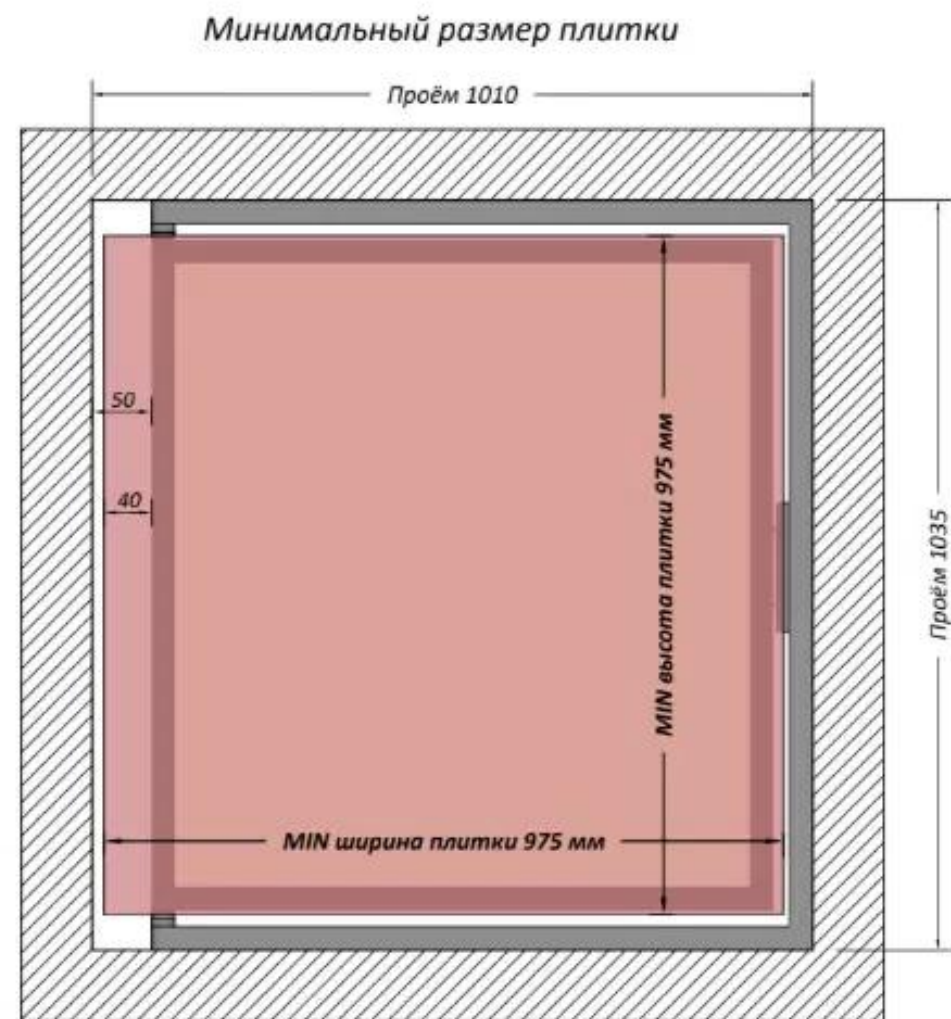 Минимальный размер плитки
Проём 1010
50
40
MIN высота плитки 975 мм
Проём 1035
MIN ширина плитки 975 мм